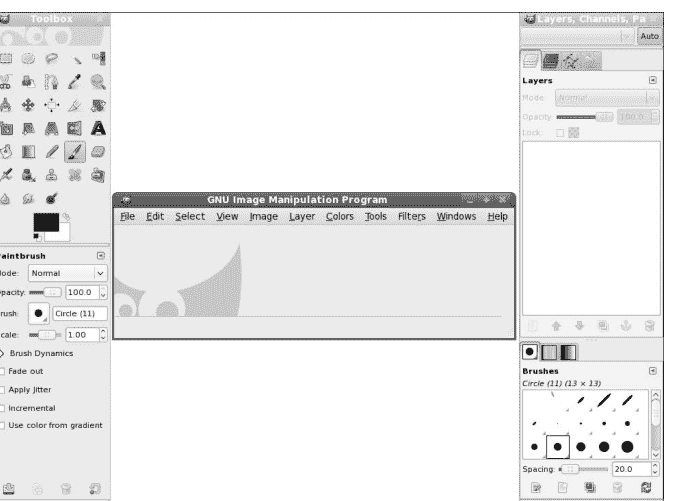 Toolbox
Paintbrush
Mode: Normal
Opacity: 100.0
Brush: Circle (11)
Scale: 1.00
Brush Dynamics
Fade out
Apply Jitter
Incremental
Use color from gradient
GNU Image Manipulation Program
File Edit Select View Image Layer Colors Tools Filters Windows Help
Layers, Channels, Pa
Auto
Layers
Mode: Normal
Opacity: 100.0
Lock:
Brushes
Circle (11) (13 × 13)
Spacing: 20.0